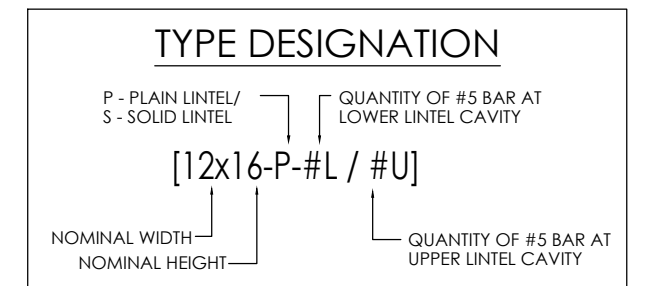 TYPE DESIGNATION
P - PLAIN LINTEL/
S - SOLID LINTEL
QUANTITY OF #5 BAR AT
LOWER LINTEL CAVITY
[12x16-P-#L / #U]
NOMINAL WIDTH
NOMINAL HEIGHT
QUANTITY OF #5 BAR AT
UPPER LINTEL CAVITY